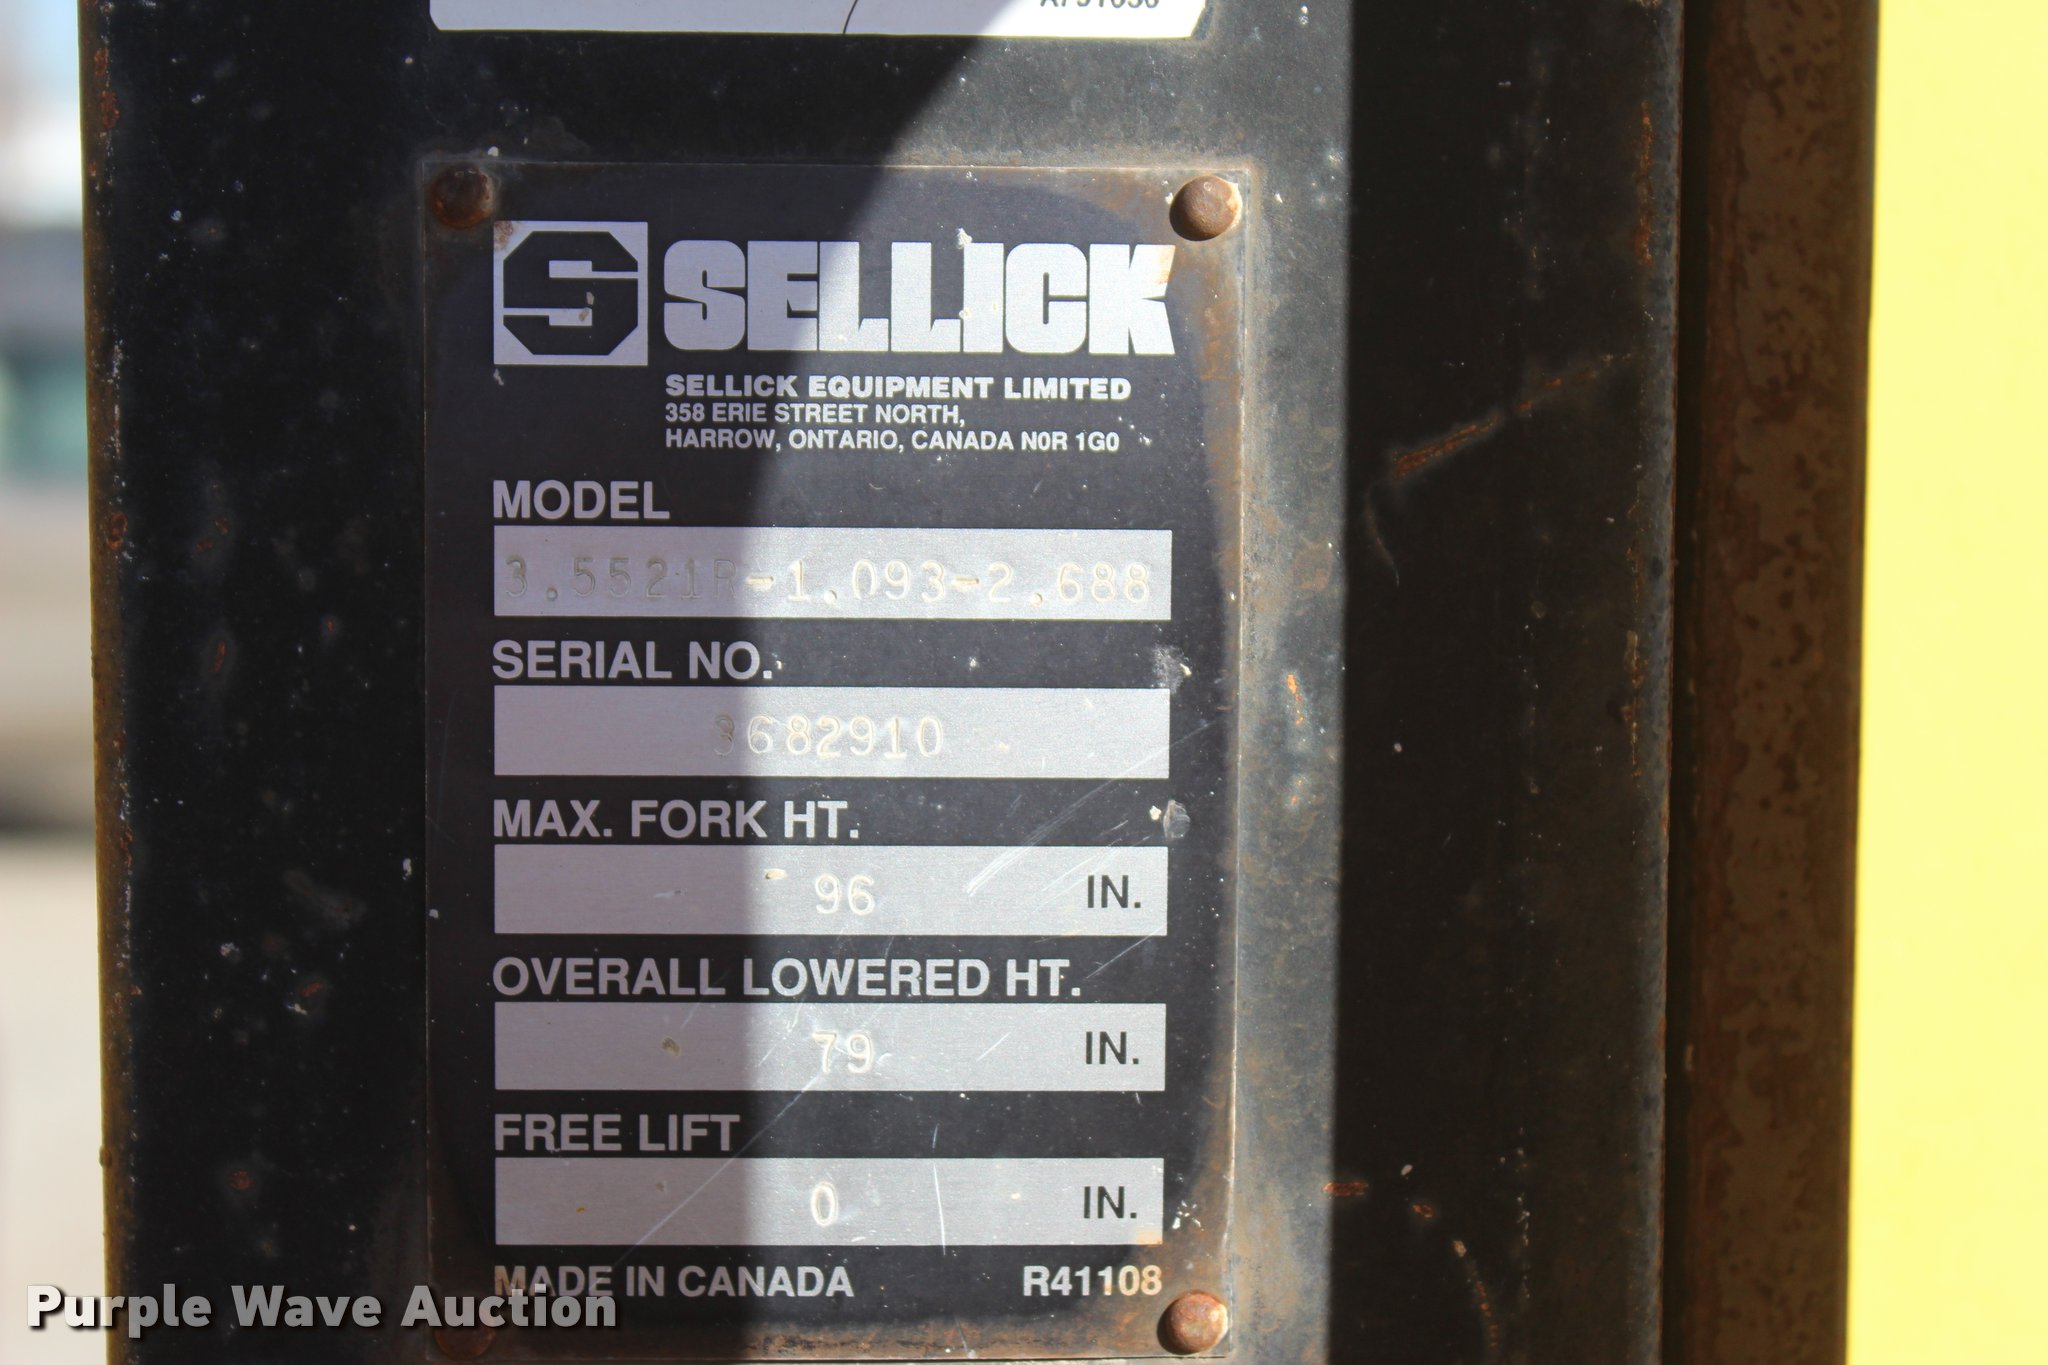 S SELLICK
SELLICK EQUIPMENT LIMITED
358 ERIE STREET NORTH,
HARROW, ONTARIO, CANADA N0R 1G0
MODEL
3.5521R-1.093-2.688
SERIAL NO.
3682910
MAX. FORK HT.
96 IN.
OVERALL LOWERED HT.
79 IN.
FREE LIFT
0 IN.
MADE IN CANADA R41108
Purple Wave Auction